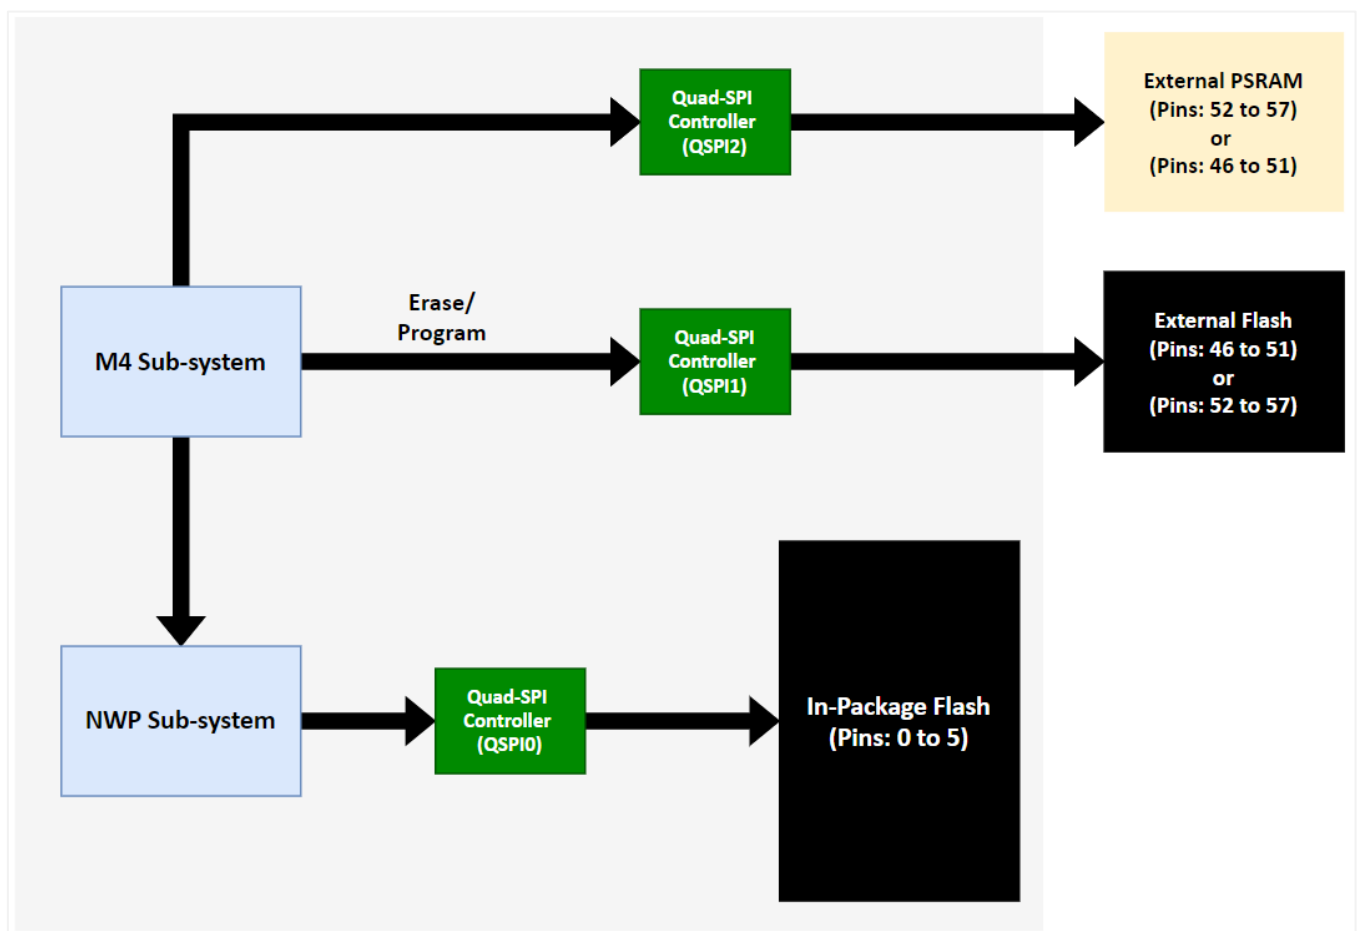 Quad-SPI
Controller
(QSPI2)
External PSRAM
(Pins: 52 to 57)
or
(Pins: 46 to 51)
M4 Sub-system
Erase/
Program
Quad-SPI
Controller
(QSPI1)
External Flash
(Pins: 46 to 51)
or
(Pins: 52 to 57)
NWP Sub-system
Quad-SPI
Controller
(QSPI0)
In-Package Flash
(Pins: 0 to 5)